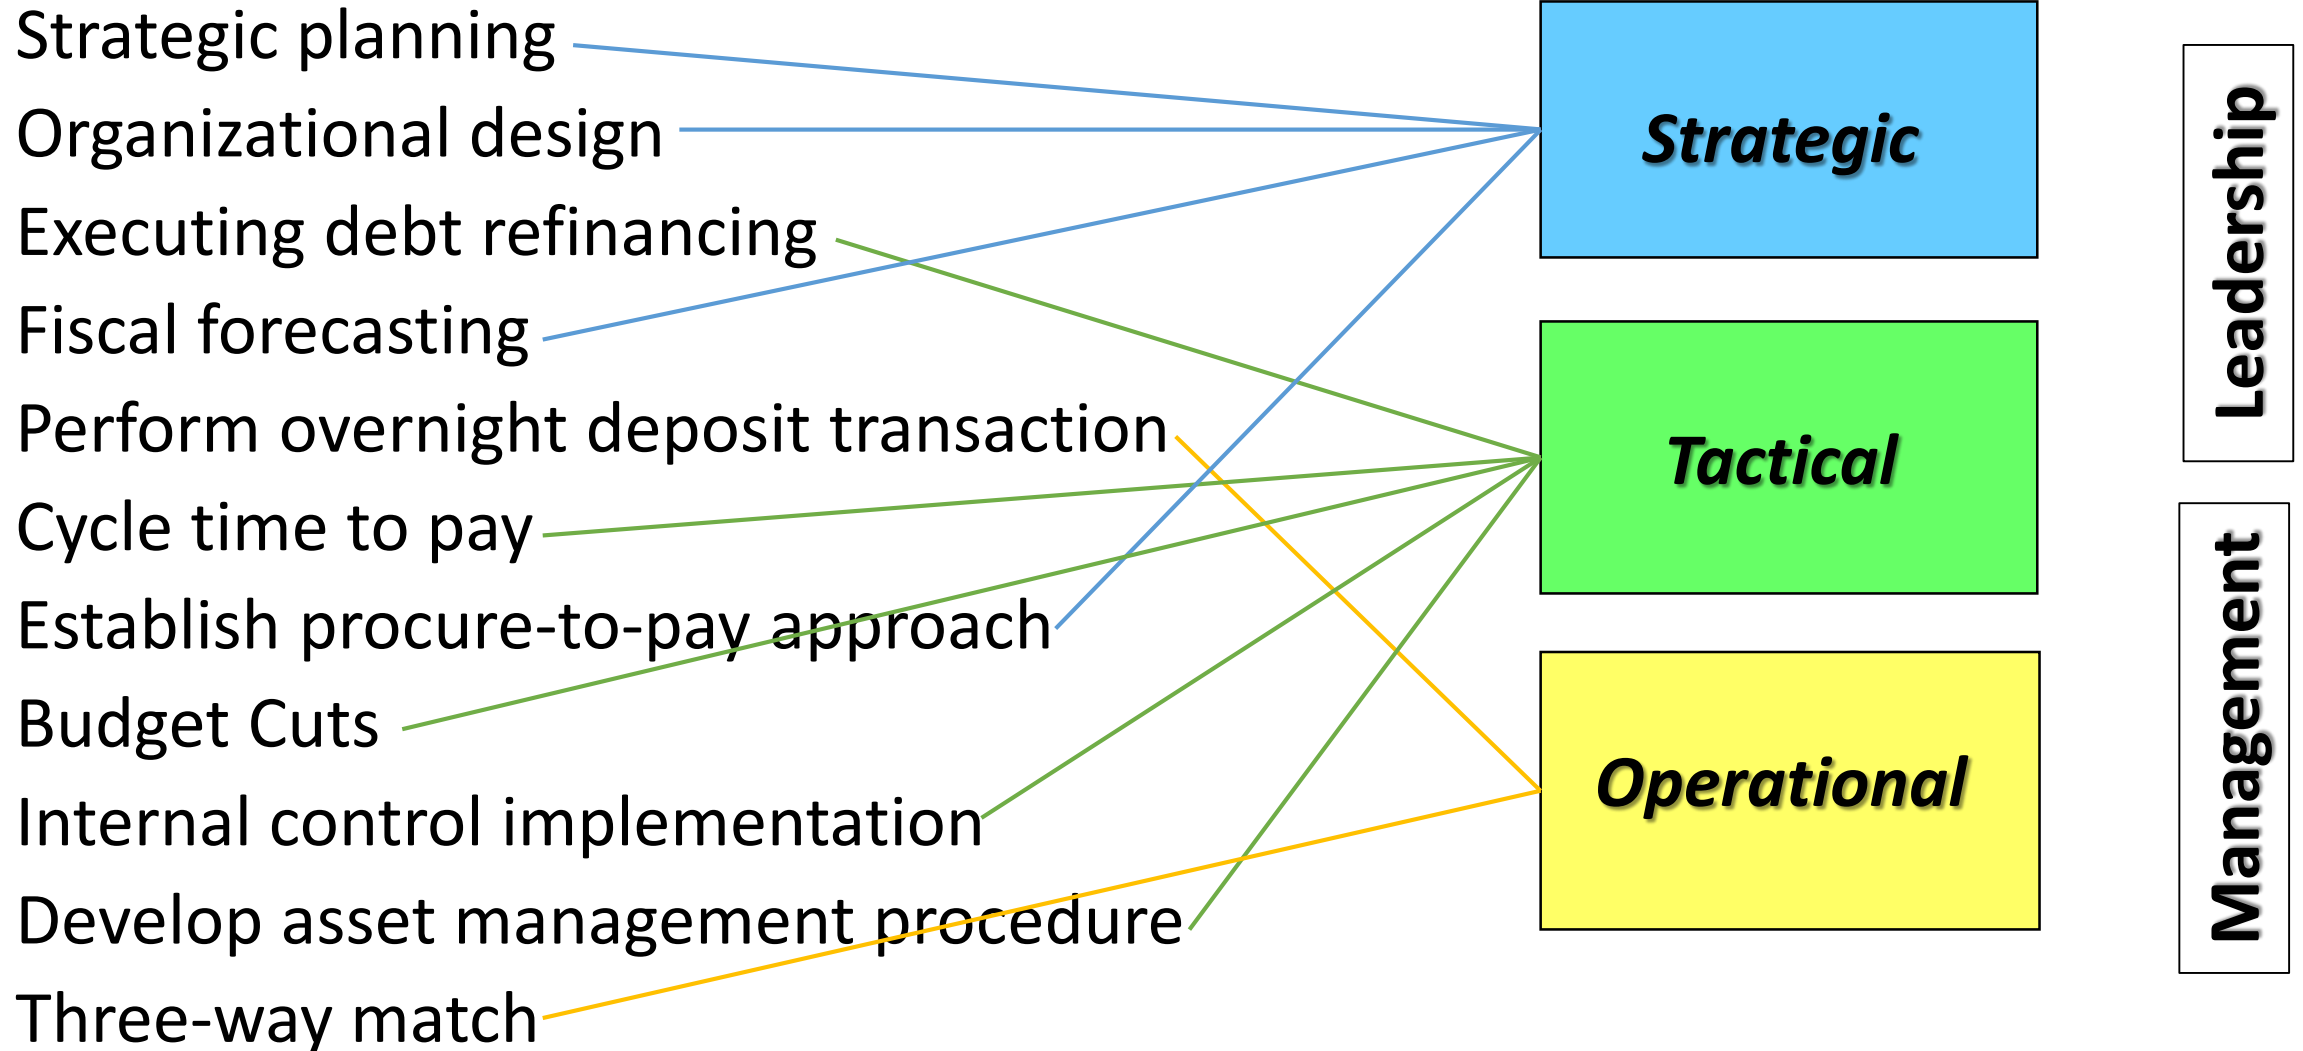 Strategic planning
Organizational design
Executing debt refinancing
Fiscal forecasting
Perform overnight deposit transaction
Cycle time to pay
Establish procure-to-pay approach
Budget Cuts
Internal control implementation
Develop asset management procedure
Three-way match
Strategic
Tactical
Operational
Leadership
Management